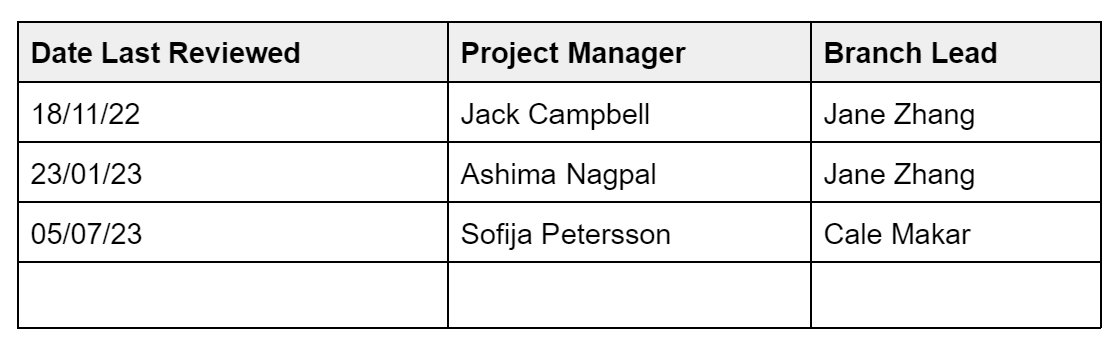 Date Last Reviewed Project Manager Branch Lead
18/11/22 Jack Campbell Jane Zhang
23/01/23 Ashima Nagpal Jane Zhang
05/07/23 Sofija Petersson Cale Makar